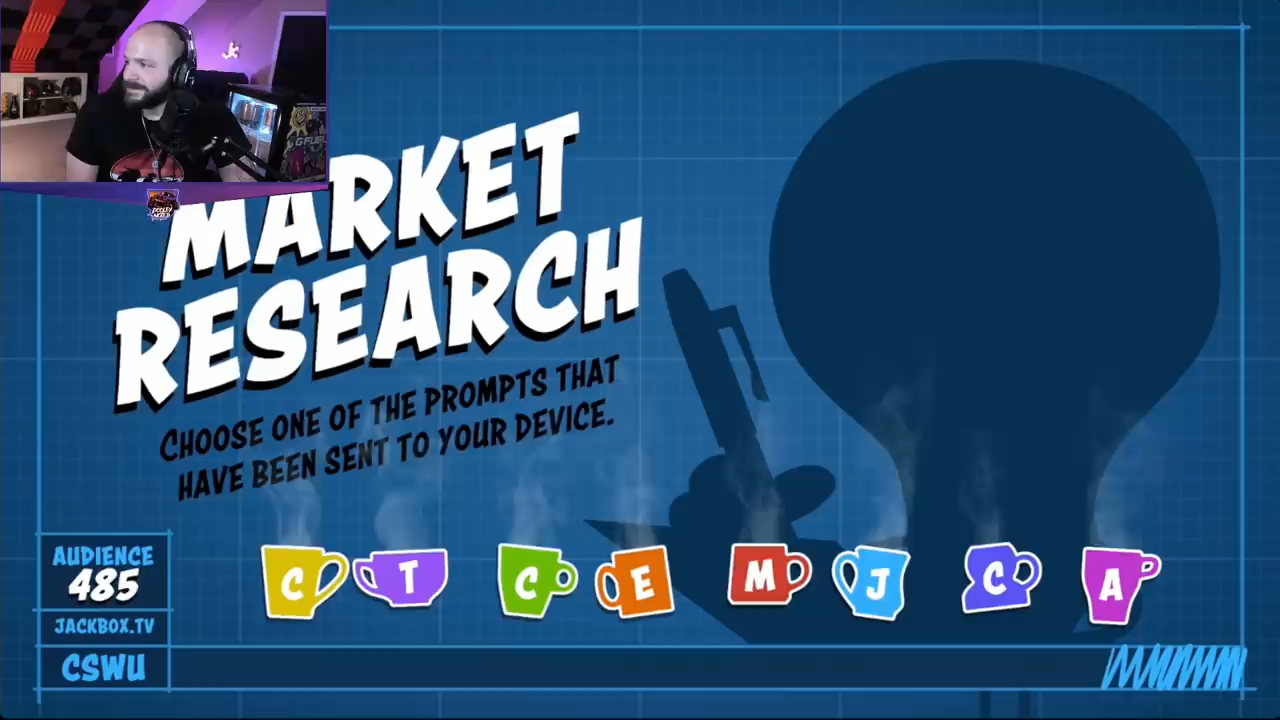 MARKET
RESEARCH
CHOOSE ONE OF THE PROMPTS THAT
HAVE BEEN SENT TO YOUR DEVICE.
G FUEL
C T C E M J C A
AUDIENCE
485
JACKBOX.TV
CSWU